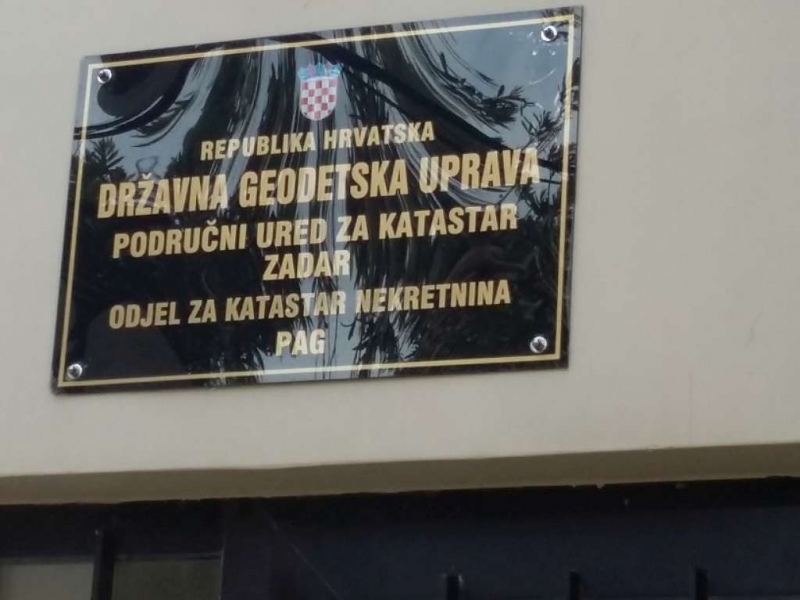 REPUBLIKA HRVATSKA
DRŽAVNA GEODETSKA UPRAVA
PODRUČNI URED ZA KATASTAR
ZADAR
ODJEL ZA KATASTAR NEKRETNINA
PAG